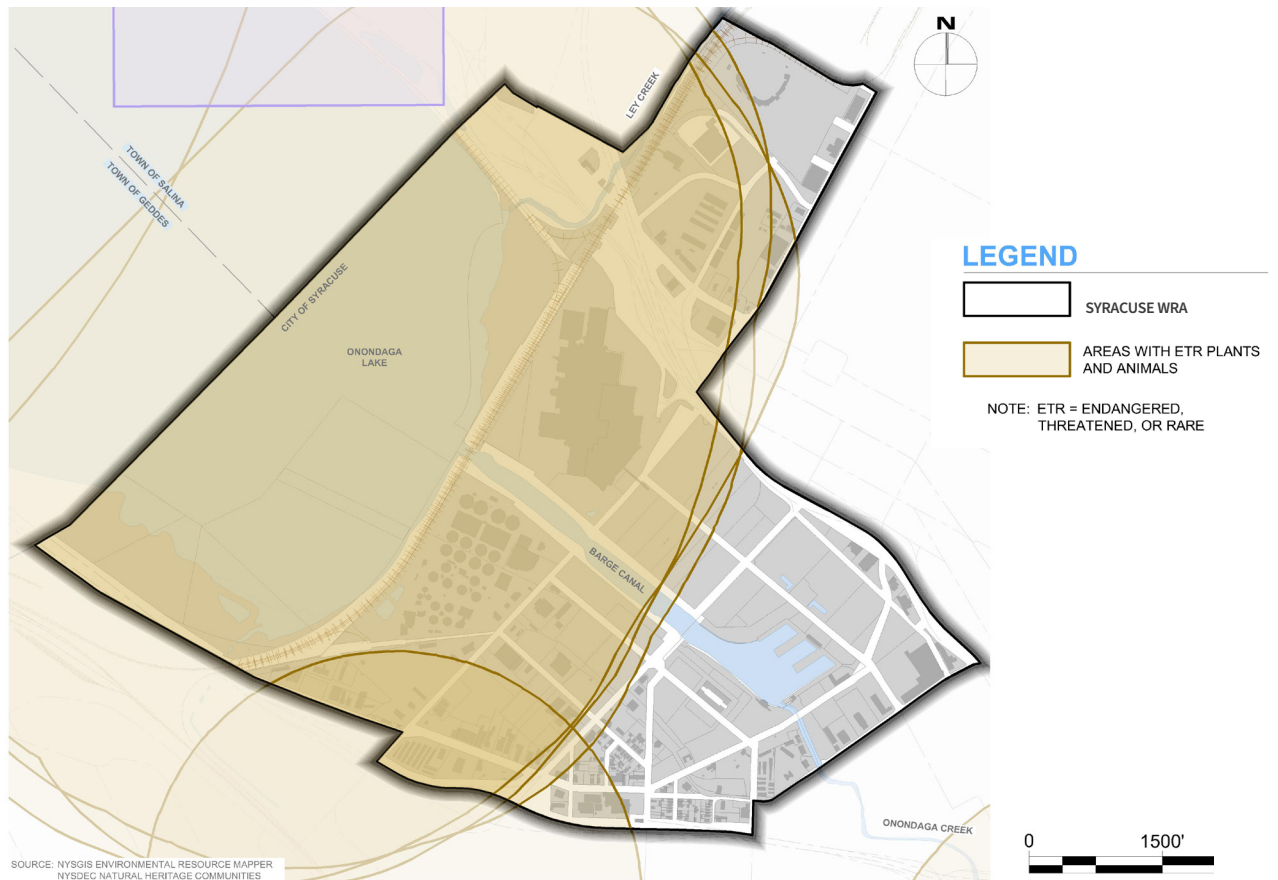 N
LEY CREEK
TOWN OF SALINA
TOWN OF GEDDES
CITY OF SYRACUSE
ONONDAGA
LAKE
BARGE CANAL
ONONDAGA CREEK
LEGEND
SYRACUSE WRA
AREAS WITH ETR PLANTS
AND ANIMALS
NOTE: ETR = ENDANGERED,
THREATENED, OR RARE
0 1500'
SOURCE: NYSGIS ENVIRONMENTAL RESOURCE MAPPER
NYSDEC NATURAL HERITAGE COMMUNITIES